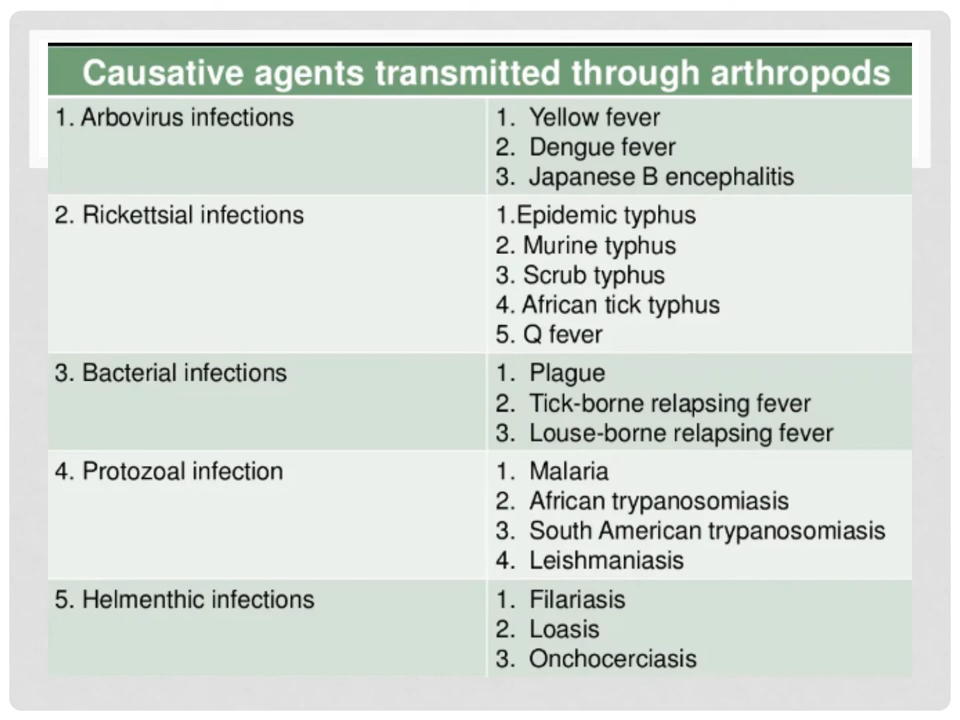 Causative agents transmitted through arthropods
1. Arbovirus infections
1. Yellow fever
2. Dengue fever
3. Japanese B encephalitis
2. Rickettsial infections
1.Epidemic typhus
2. Murine typhus
3. Scrub typhus
4. African tick typhus
5. Q fever
3. Bacterial infections
1. Plague
2. Tick-borne relapsing fever
3. Louse-borne relapsing fever
4. Protozoal infection
1. Malaria
2. African trypanosomiasis
3. South American trypanosomiasis
4. Leishmaniasis
5. Helmenthic infections
1. Filariasis
2. Loasis
3. Onchocerciasis